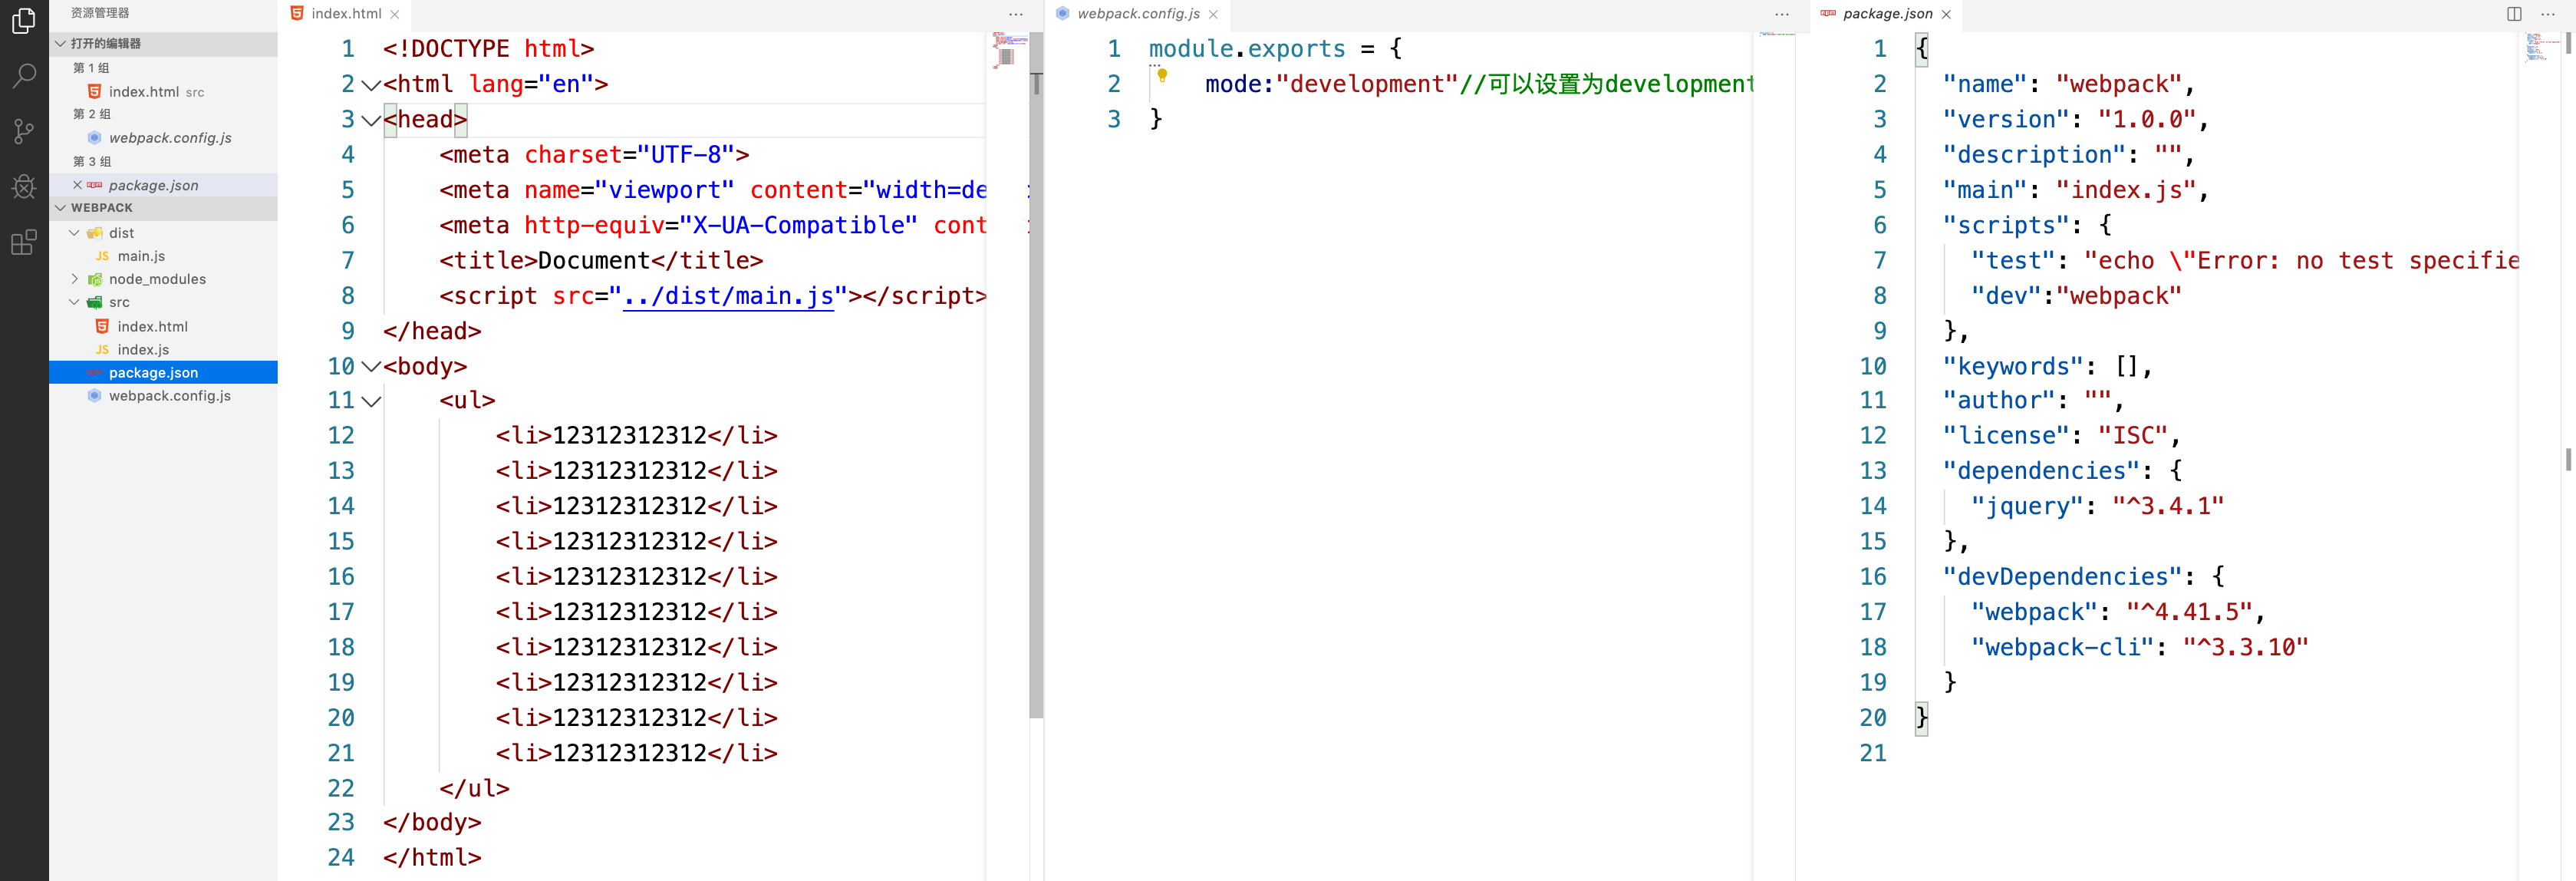 资源管理器
打开的编辑器
第 1 组
index.html src
第 2 组
webpack.config.js
第 3 组
package.json
WEBPACK
dist
JS main.js
node_modules
src
index.html
JS index.js
package.json
webpack.config.js
index.html
1 <!DOCTYPE html>
2 <html lang="en">
3 <head>
4 <meta charset="UTF-8">
5 <meta name="viewport" content="width=de
6 <meta http-equiv="X-UA-Compatible" cont
7 <title>Document</title>
8 <script src="../dist/main.js"></script>
9 </head>
10 <body>
11 <ul>
12 <li>12312312312</li>
13 <li>12312312312</li>
14 <li>12312312312</li>
15 <li>12312312312</li>
16 <li>12312312312</li>
17 <li>12312312312</li>
18 <li>12312312312</li>
19 <li>12312312312</li>
20 <li>12312312312</li>
21 <li>12312312312</li>
22 </ul>
23 </body>
24 </html>
webpack.config.js
1 module.exports = {
2 mode:"development"//可以设置为development
3 }
package.json
1 {
2 "name": "webpack",
3 "version": "1.0.0",
4 "description": "",
5 "main": "index.js",
6 "scripts": {
7 "test": "echo \"Error: no test specifie
8 "dev":"webpack"
9 },
10 "keywords": [],
11 "author": "",
12 "license": "ISC",
13 "dependencies": {
14 "jquery": "^3.4.1"
15 },
16 "devDependencies": {
17 "webpack": "^4.41.5",
18 "webpack-cli": "^3.3.10"
19 }
20 }
21